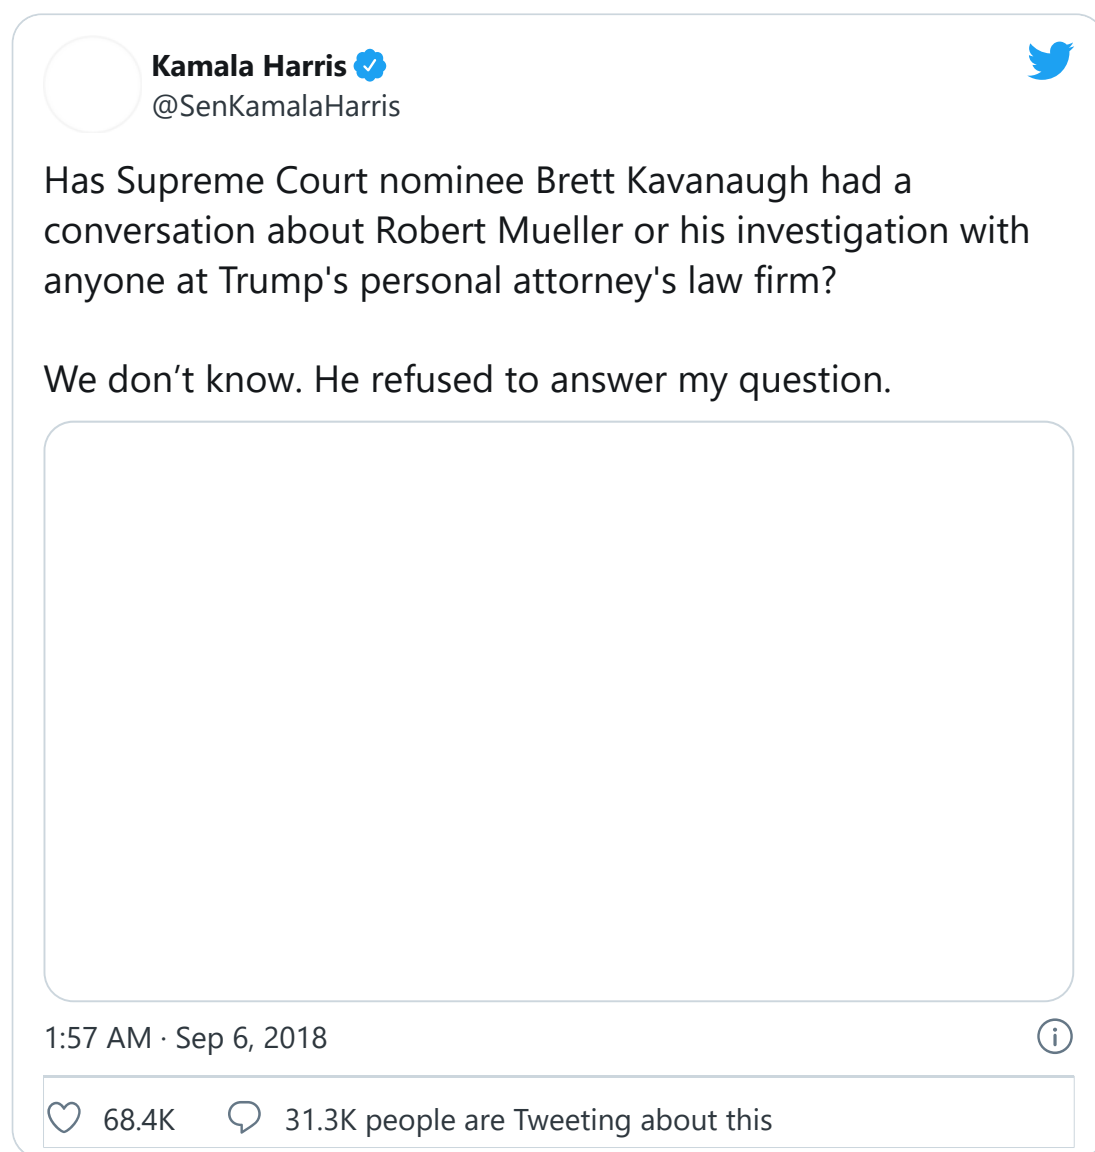 Kamala Harris
@SenKamalaHarris
Has Supreme Court nominee Brett Kavanaugh had a
conversation about Robert Mueller or his investigation with
anyone at Trump's personal attorney's law firm?
We don’t know. He refused to answer my question.
1:57 AM · Sep 6, 2018
68.4K 31.3K people are Tweeting about this